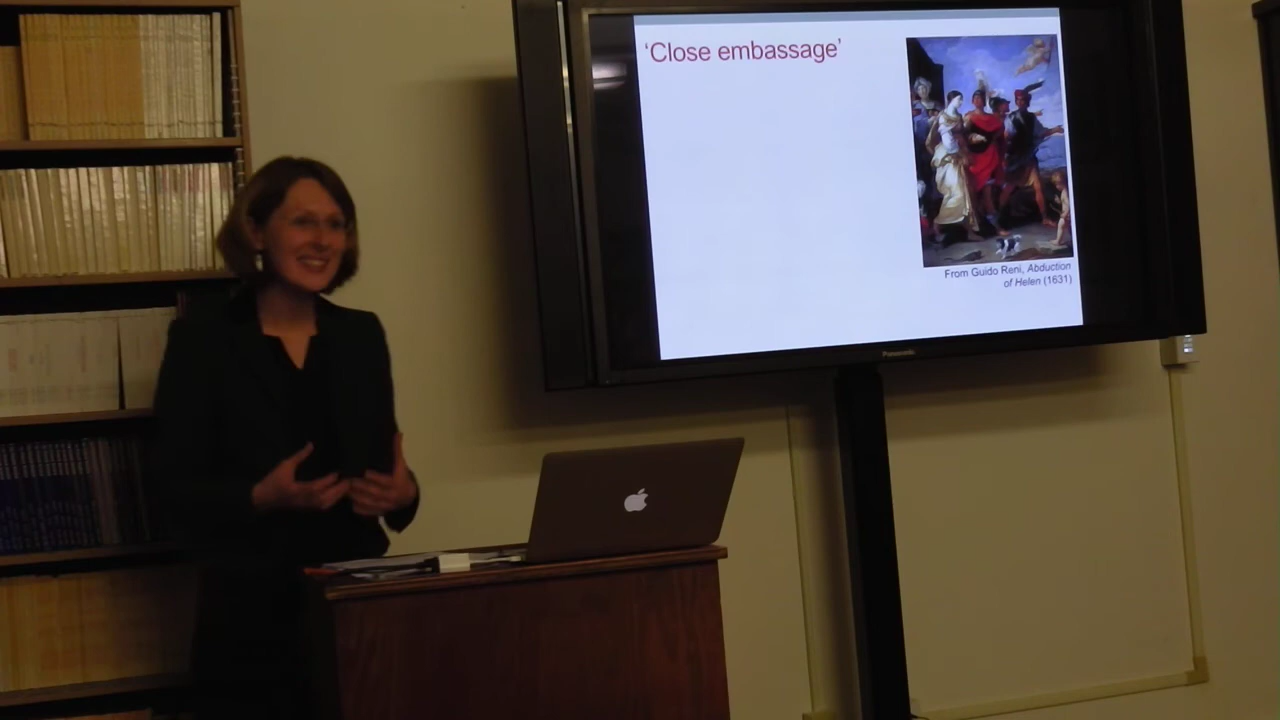 ‘Close embassage’
From Guido Reni, Abduction
of Helen (1631)
Panasonic